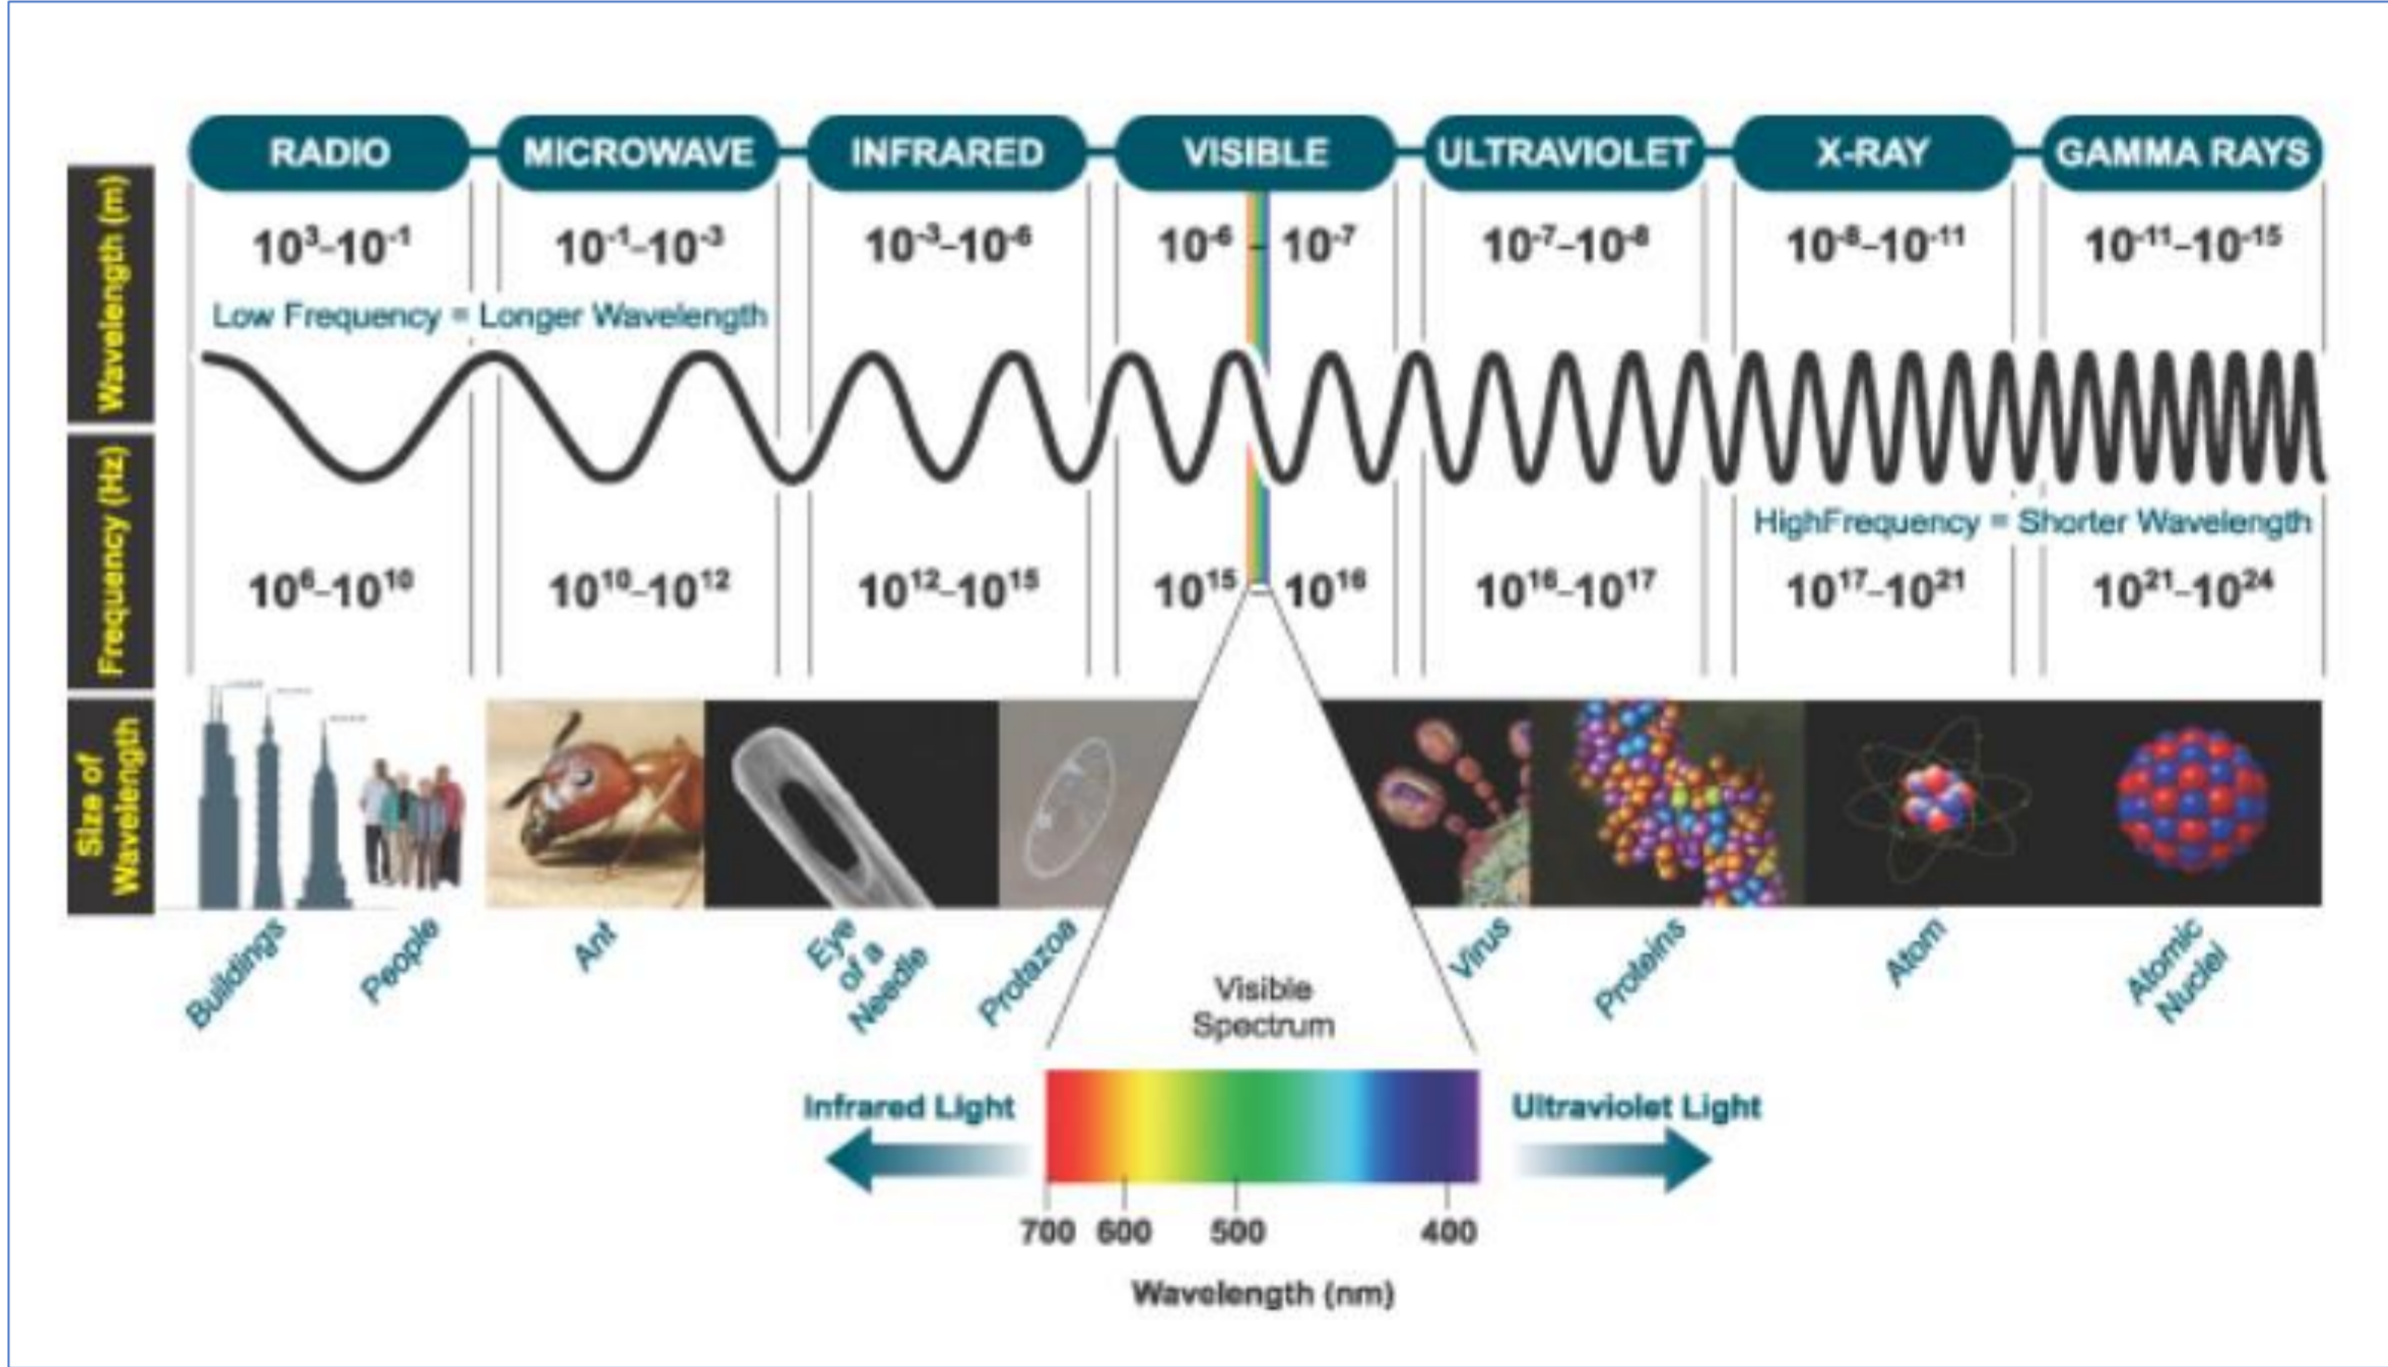 RADIO MICROWAVE INFRARED VISIBLE ULTRAVIOLET X-RAY GAMMA RAYS
Wavelength (m)
10³–10⁻¹ 10⁻¹–10⁻³ 10⁻³–10⁻⁶ 10⁻⁶ – 10⁻⁷ 10⁻⁷–10⁻⁸ 10⁻⁸–10⁻¹¹ 10⁻¹¹–10⁻¹⁵
Low Frequency = Longer Wavelength
Frequency (Hz)
HighFrequency = Shorter Wavelength
10⁶–10¹⁰ 10¹⁰–10¹² 10¹²–10¹⁵ 10¹⁵ – 10¹⁶ 10¹⁶–10¹⁷ 10¹⁷–10²¹ 10²¹–10²⁴
Size of
Wavelength
Buildings
People
Ant
Eye
of a
Needle
Protazoa
Virus
Proteins
Atom
Atomic
Nuclei
Visible
Spectrum
Infrared Light
Ultraviolet Light
700 600 500 400
Wavelength (nm)